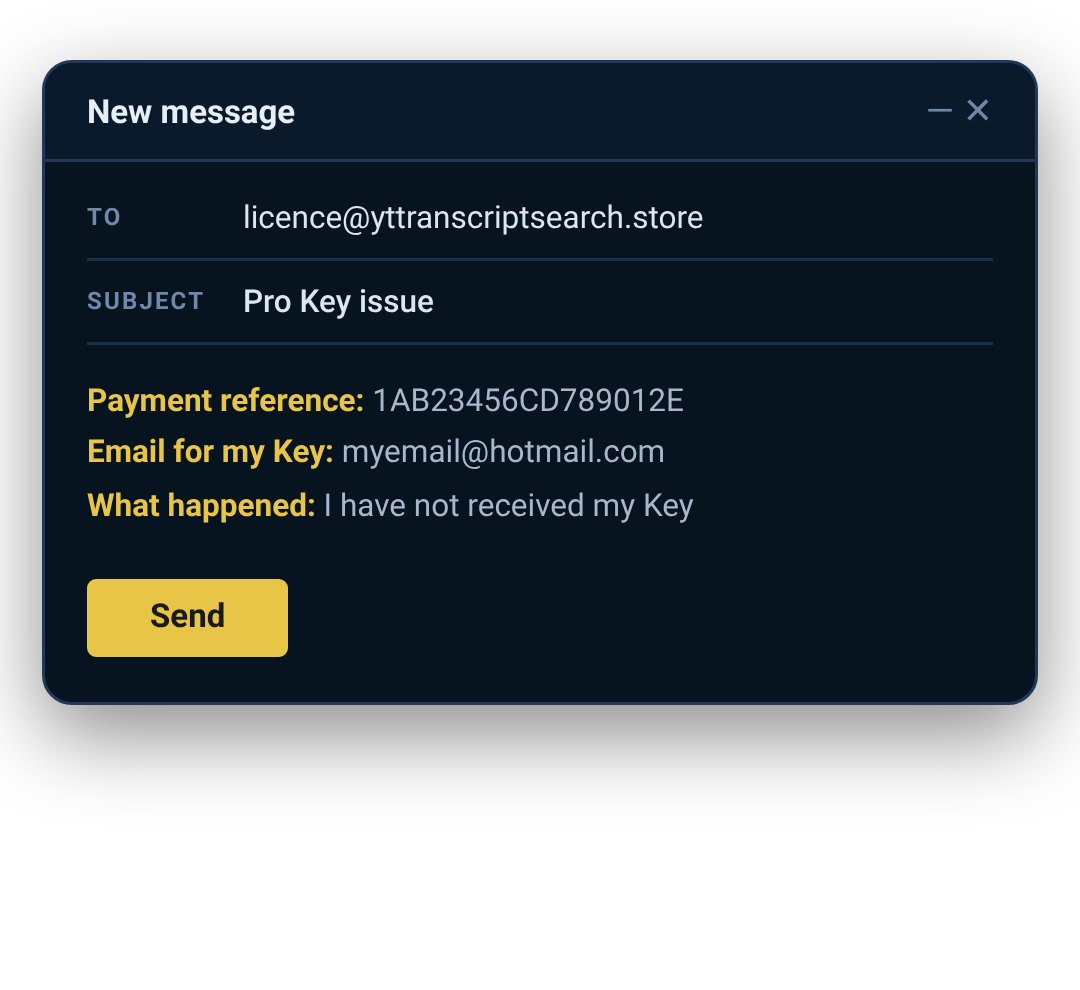 New message
TO licence@yttranscriptsearch.store
SUBJECT Pro Key issue
Payment reference: 1AB23456CD789012E
Email for my Key: myemail@hotmail.com
What happened: I have not received my Key
Send